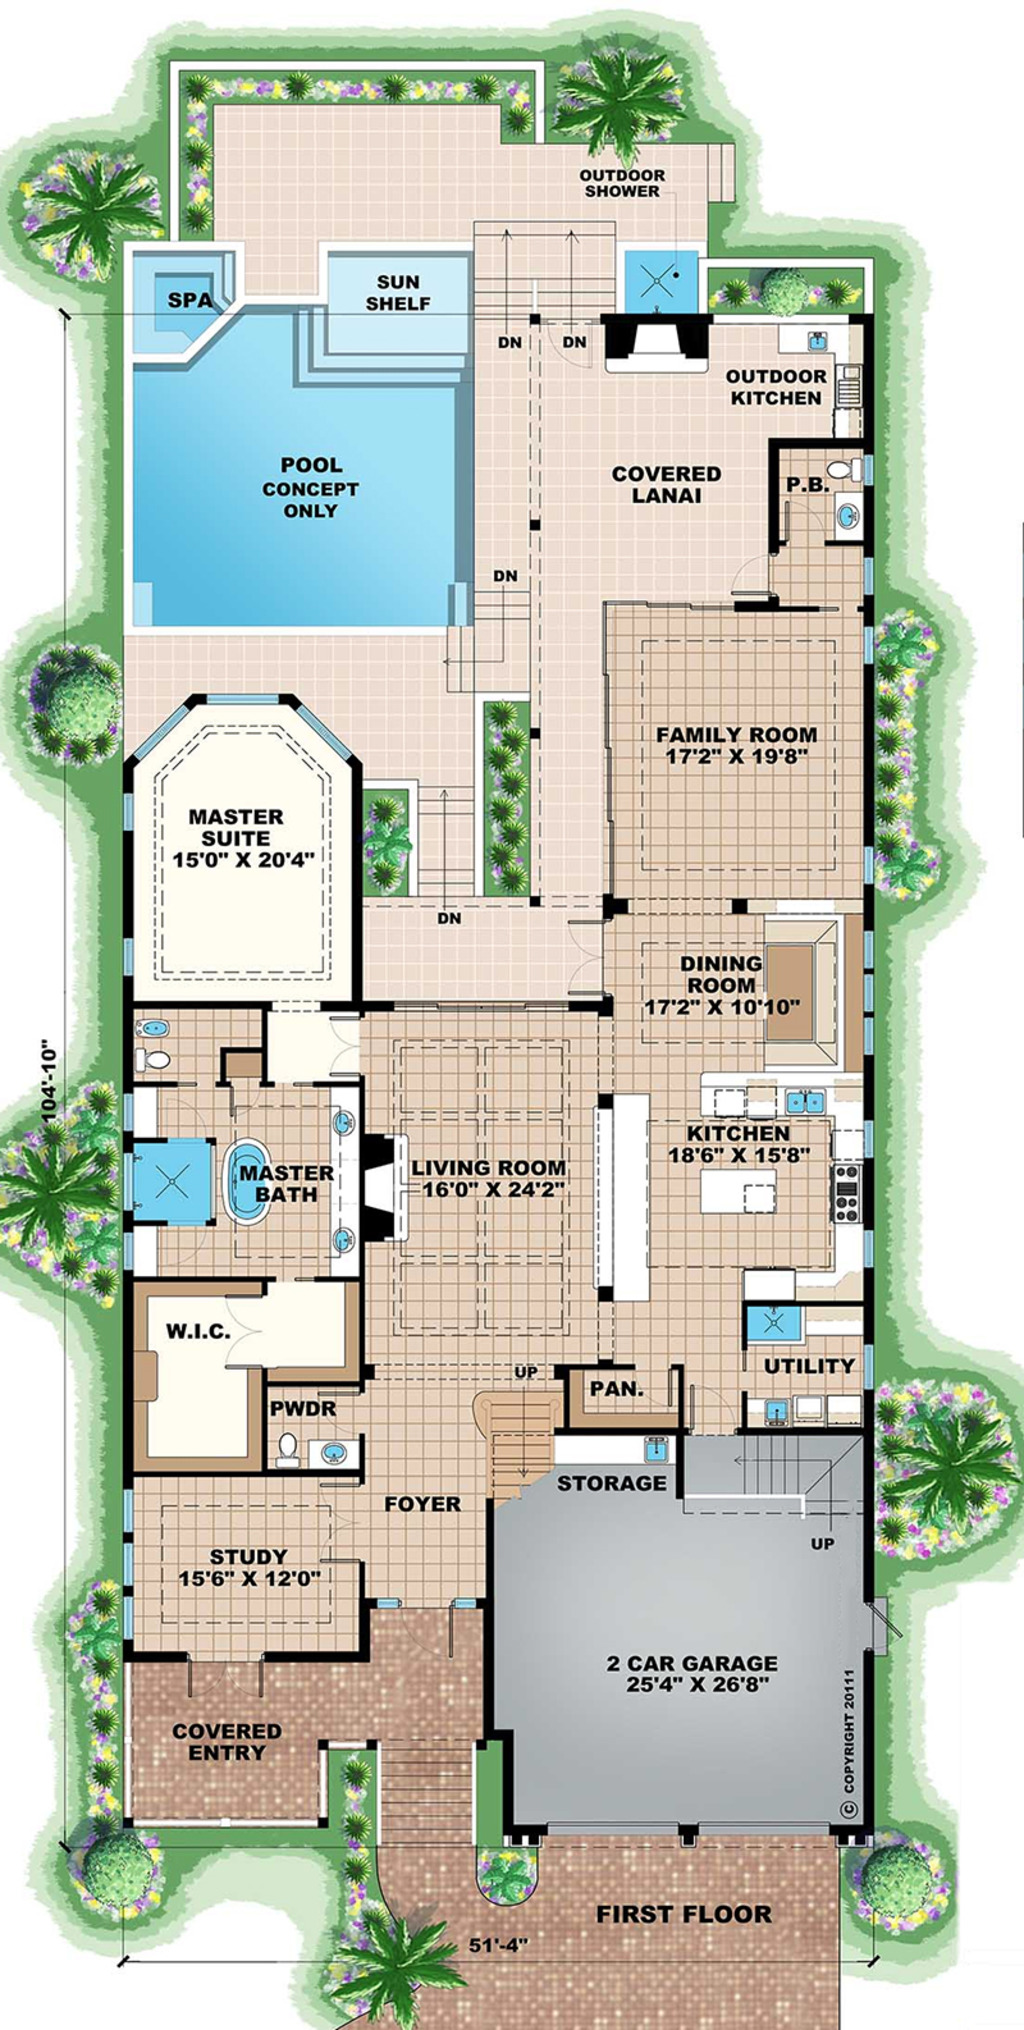 OUTDOOR
SHOWER
SPA
SUN
SHELF
DN
DN
OUTDOOR
KITCHEN
POOL
CONCEPT
ONLY
COVERED
LANAI
P.B.
DN
FAMILY ROOM
17'2" X 19'8"
MASTER
SUITE
15'0" X 20'4"
DN
DINING
ROOM
17'2" X 10'10"
104'-10"
KITCHEN
18'6" X 15'8"
MASTER
BATH
LIVING ROOM
16'0" X 24'2"
W.I.C.
UTILITY
UP
PAN.
PWDR
STORAGE
FOYER
UP
STUDY
15'6" X 12'0"
2 CAR GARAGE
25'4" X 26'8"
© COPYRIGHT 20111
COVERED
ENTRY
FIRST FLOOR
51'-4"